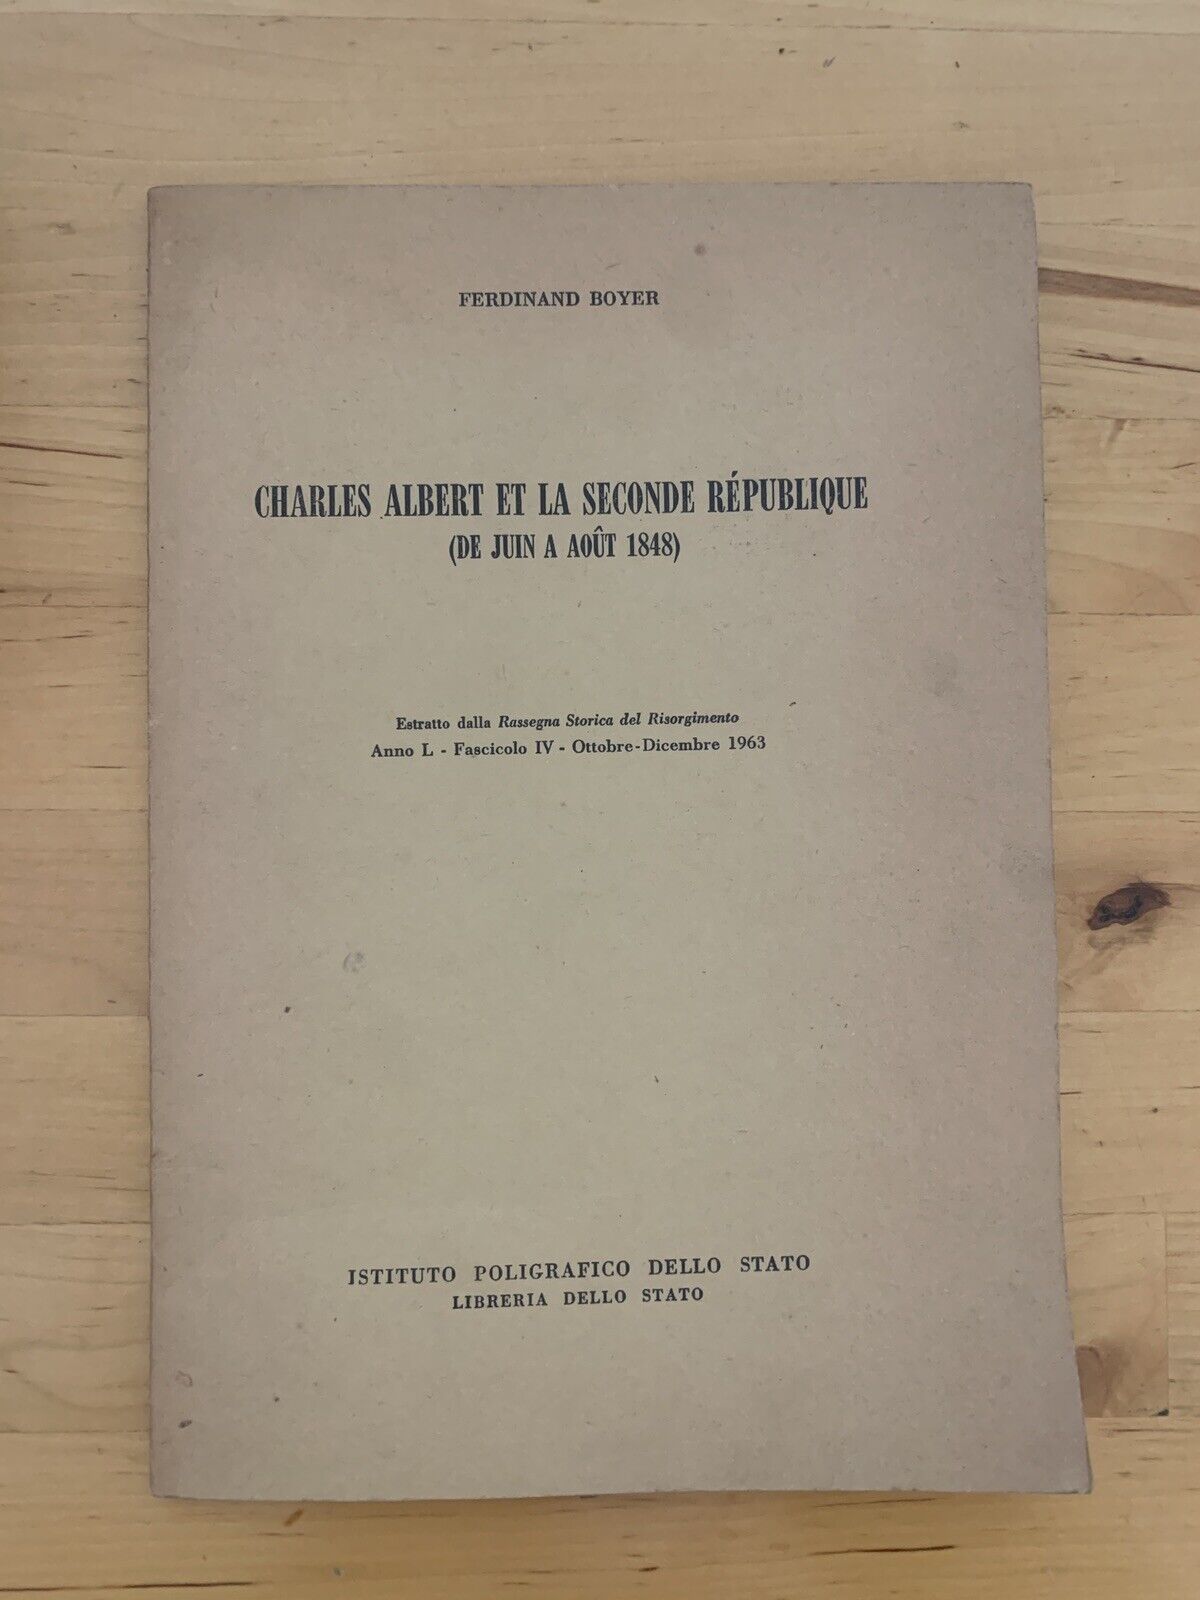 FERDINAND BOYER
CHARLES ALBERT ET LA SECONDE RÉPUBLIQUE
(DE JUIN A AOÛT 1848)
Estratto dalla Rassegna Storica del Risorgimento
Anno L - Fascicolo IV - Ottobre-Dicembre 1963
ISTITUTO POLIGRAFICO DELLO STATO
LIBRERIA DELLO STATO